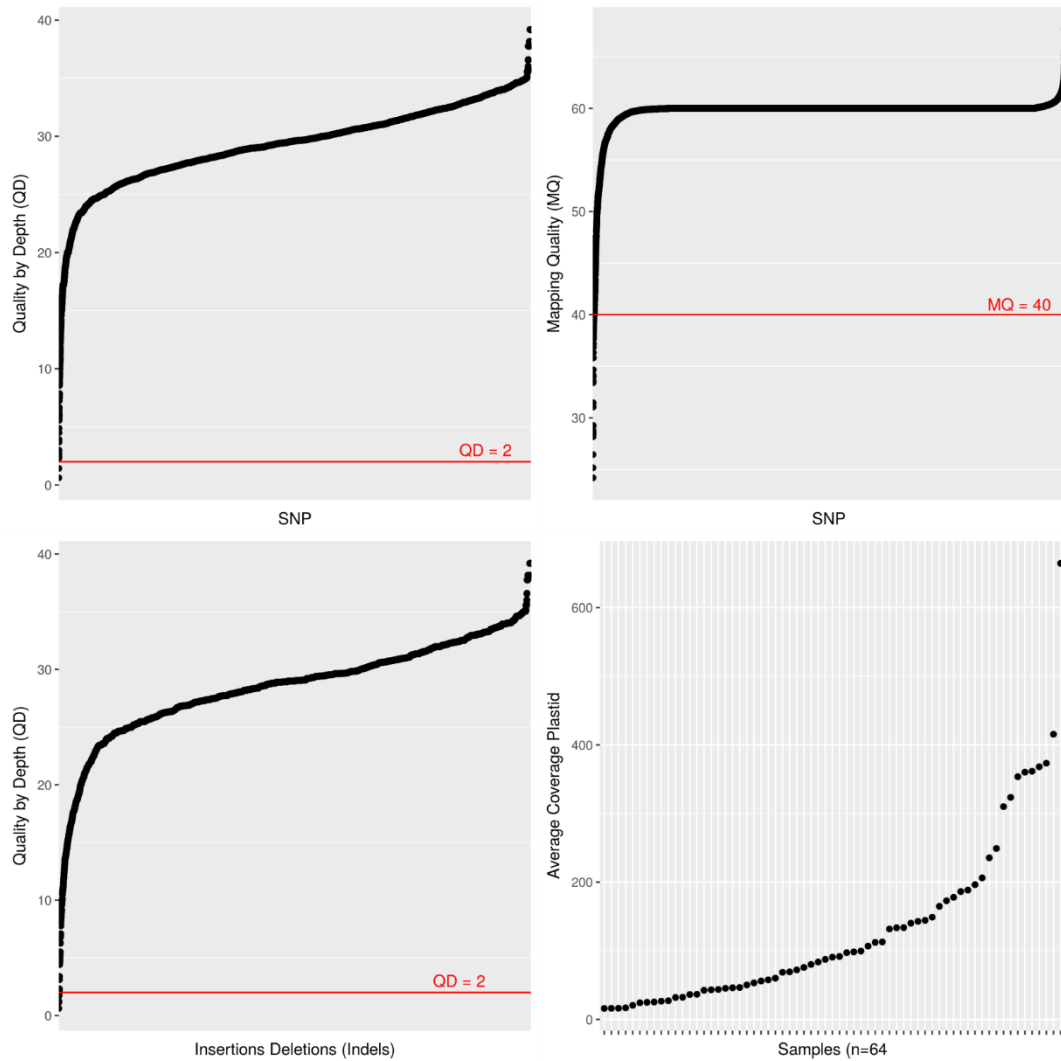 Quality by Depth (QD)
40
30
20
10
0
QD = 2
SNP
Mapping Quality (MQ)
60
50
40
30
MQ = 40
SNP
Quality by Depth (QD)
40
30
20
10
0
QD = 2
Insertions Deletions (Indels)
Average Coverage Plastid
600
400
200
0
Samples (n=64